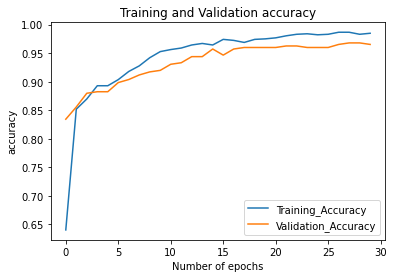 Training and Validation accuracy
1.00
0.95
0.90
0.85
0.80
0.75
0.70
0.65
accuracy
Training_Accuracy
Validation_Accuracy
0 5 10 15 20 25 30
Number of epochs